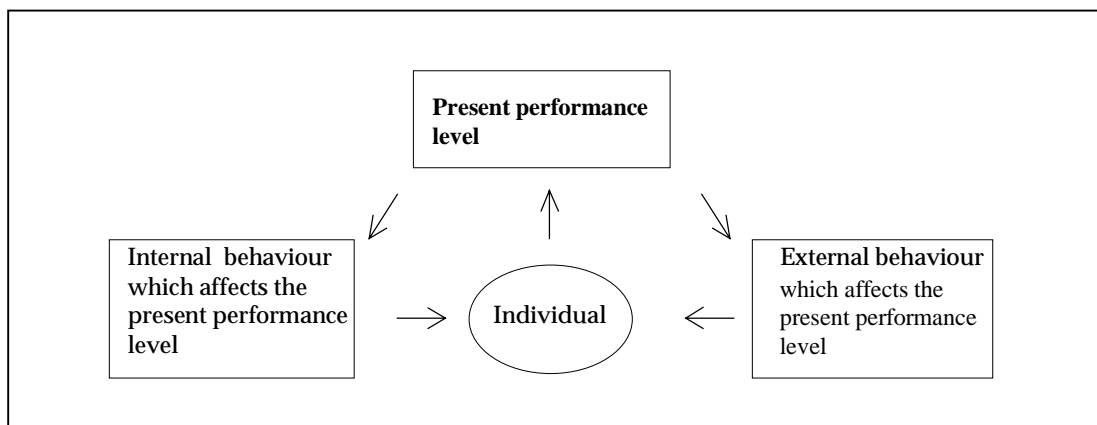 Present performance
level
Internal behaviour
which affects the
present performance
level
Individual
External behaviour
which affects the
present performance
level